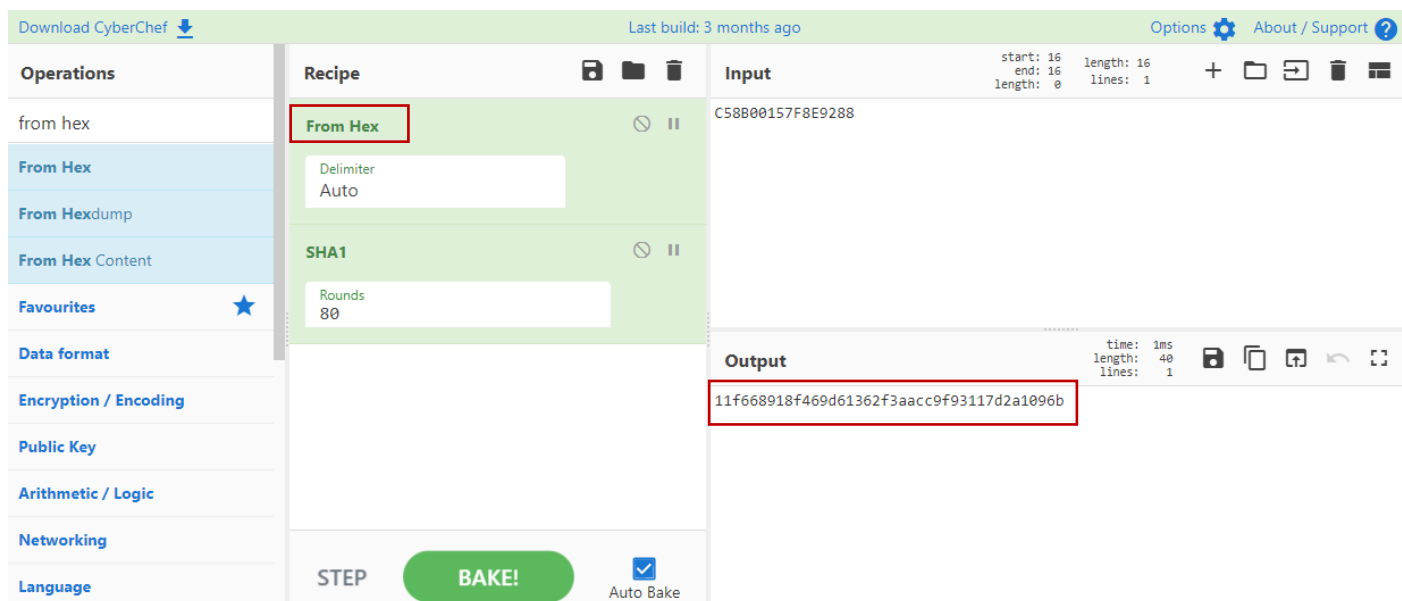 Download CyberChef
Last build: 3 months ago
Options
About / Support
Operations
from hex
From Hex
From Hexdump
From Hex Content
Favourites
Data format
Encryption / Encoding
Public Key
Arithmetic / Logic
Networking
Language
Recipe
From Hex
Delimiter
Auto
SHA1
Rounds
80
STEP
BAKE!
Auto Bake
Input
start: 16
end: 16
length: 0
length: 16
lines: 1
C58B00157F8E9288
Output
time: 1ms
length: 40
lines: 1
11f668918f469d61362f3aacc9f93117d2a1096b